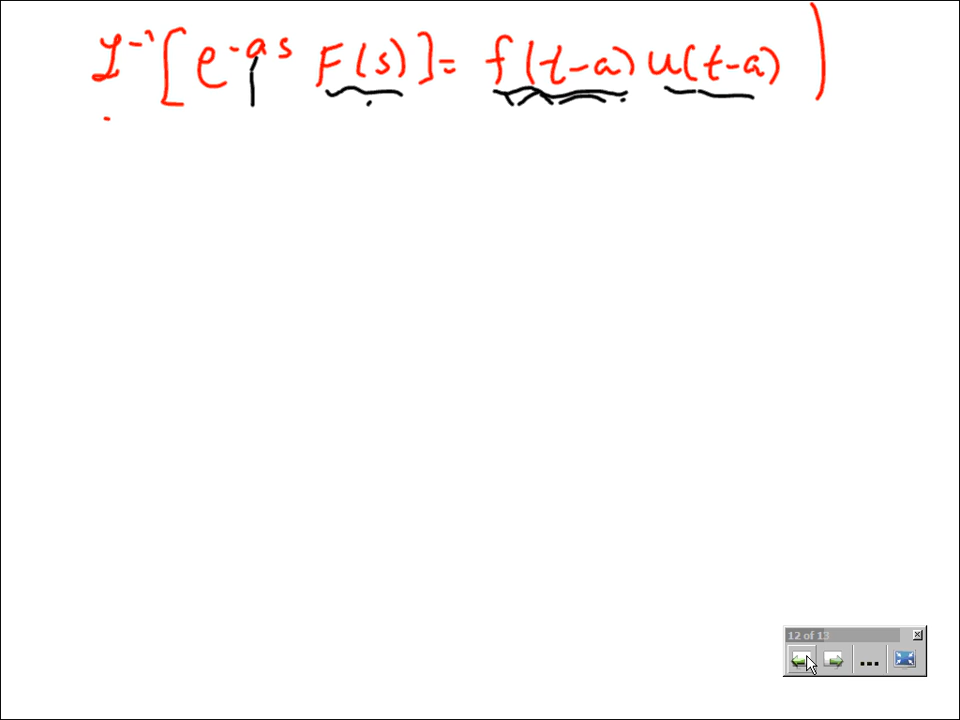 ℒ⁻¹[e^{-as} F(s)] = f(t-a) u(t-a) )
12 of 13